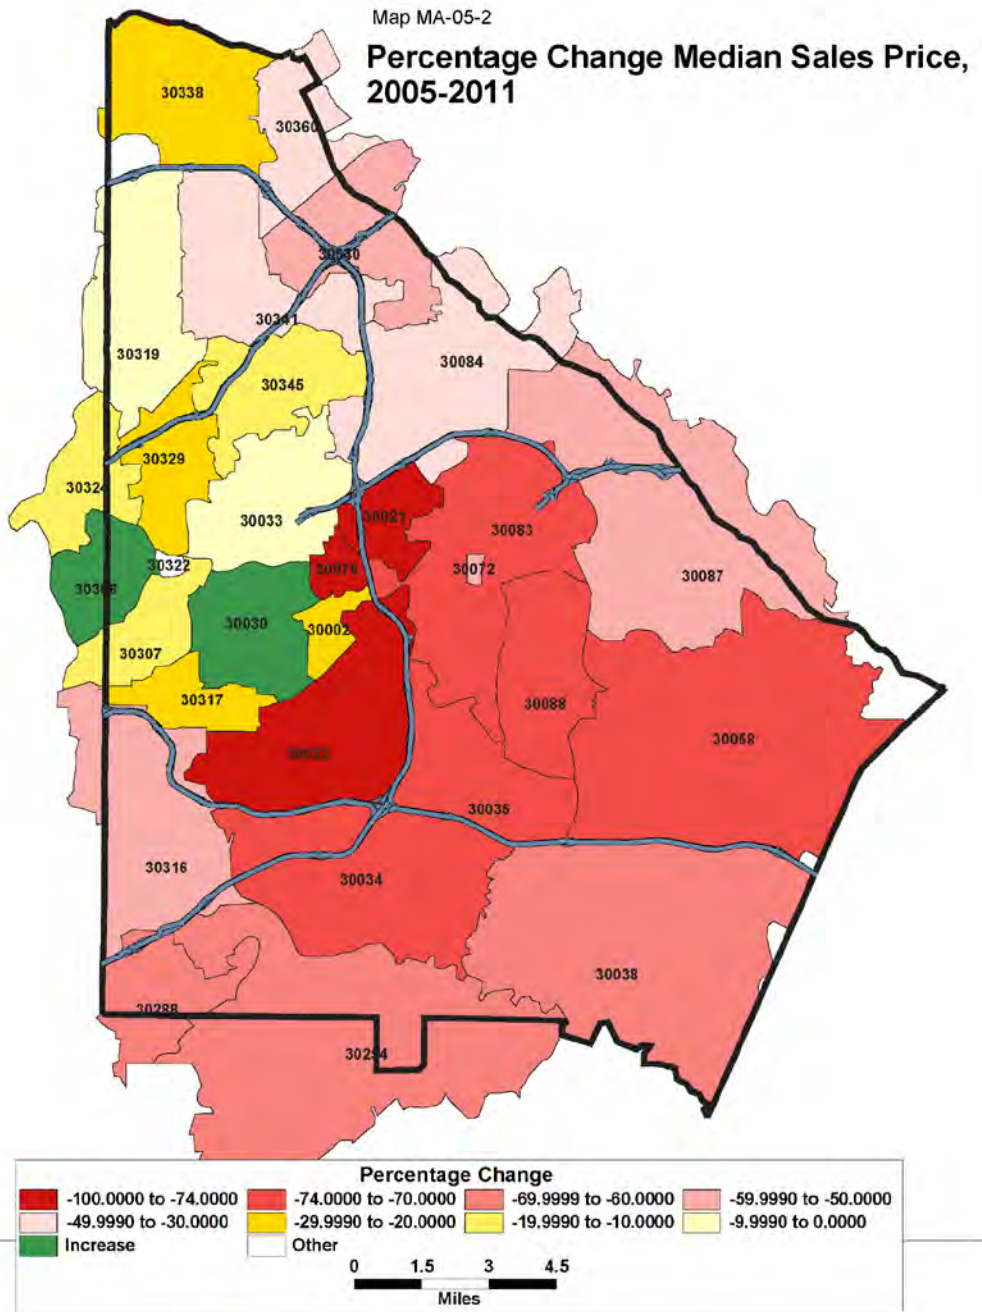 Map MA-05-2
Percentage Change Median Sales Price,
2005-2011
30338
30360
30340
30341
30319
30084
30345
30329
30324
30033
30021
30083
30322
30079
30072
30087
30306
30030
30002
30307
30317
30088
30058
30032
30035
30316
30034
30038
30288
30294
Percentage Change
-100.0000 to -74.0000
-74.0000 to -70.0000
-69.9999 to -60.0000
-59.9990 to -50.0000
-49.9990 to -30.0000
-29.9990 to -20.0000
-19.9990 to -10.0000
-9.9990 to 0.0000
Increase
Other
0 1.5 3 4.5
Miles